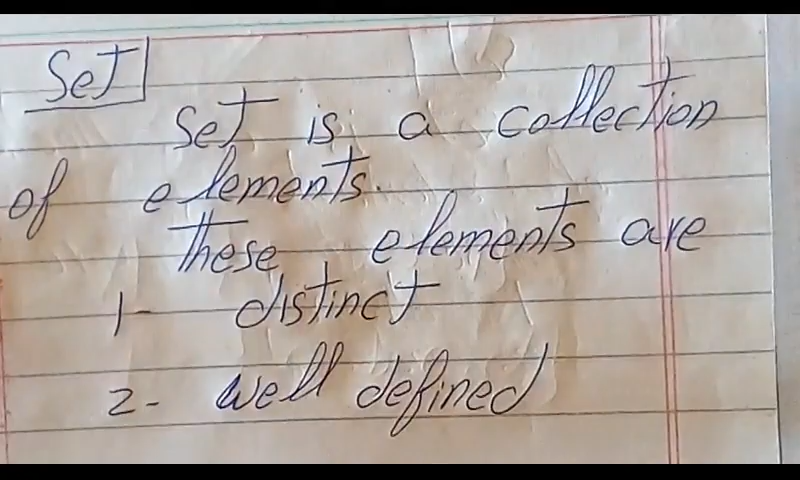 Set
Set is a collection
of elements.
These elements are
1- distinct
2- well defined